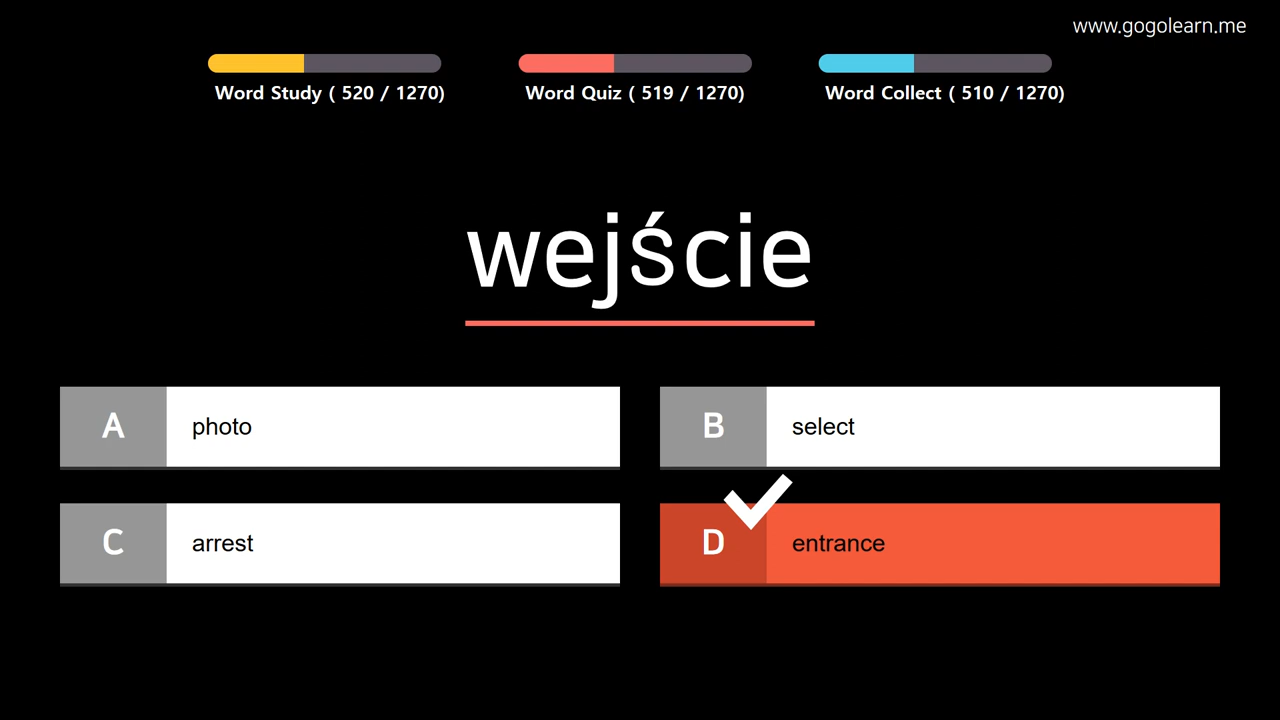 www.gogolearn.me
Word Study ( 520 / 1270)
Word Quiz ( 519 / 1270)
Word Collect ( 510 / 1270)
wejście
A photo
B select
C arrest
D entrance